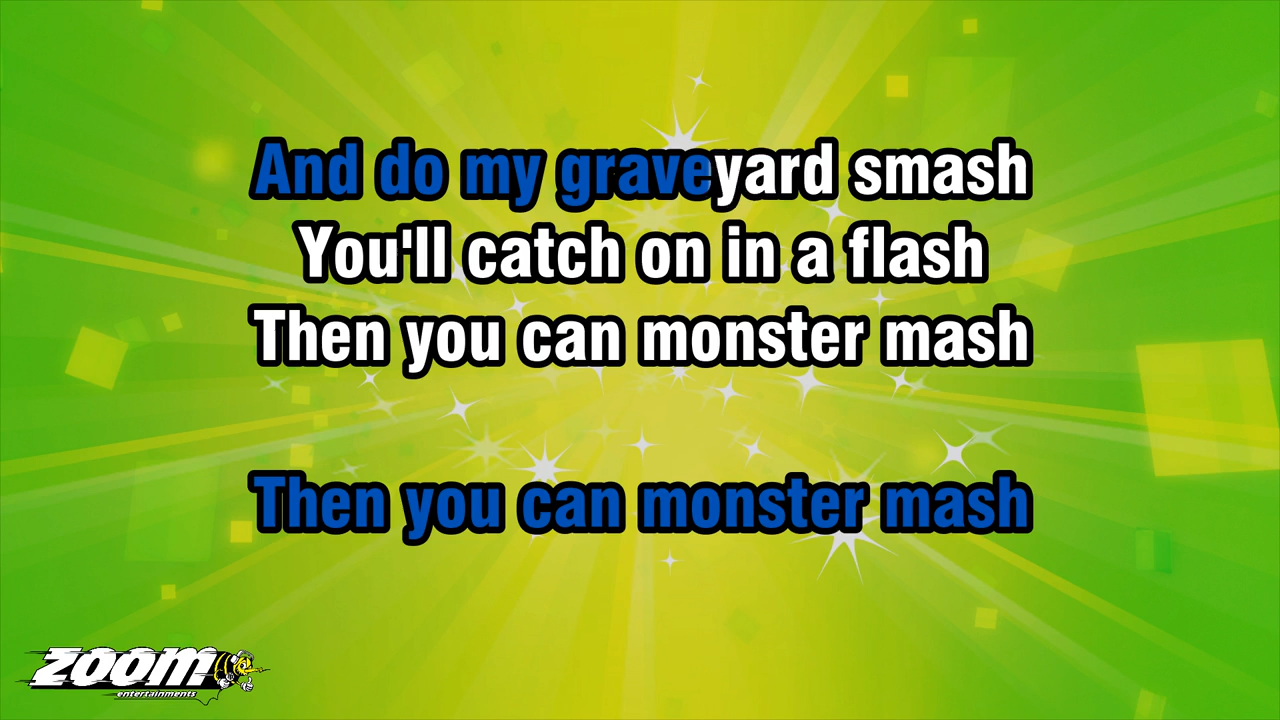 And do my graveyard smash
You'll catch on in a flash
Then you can monster mash
Then you can monster mash
zoom
entertainments